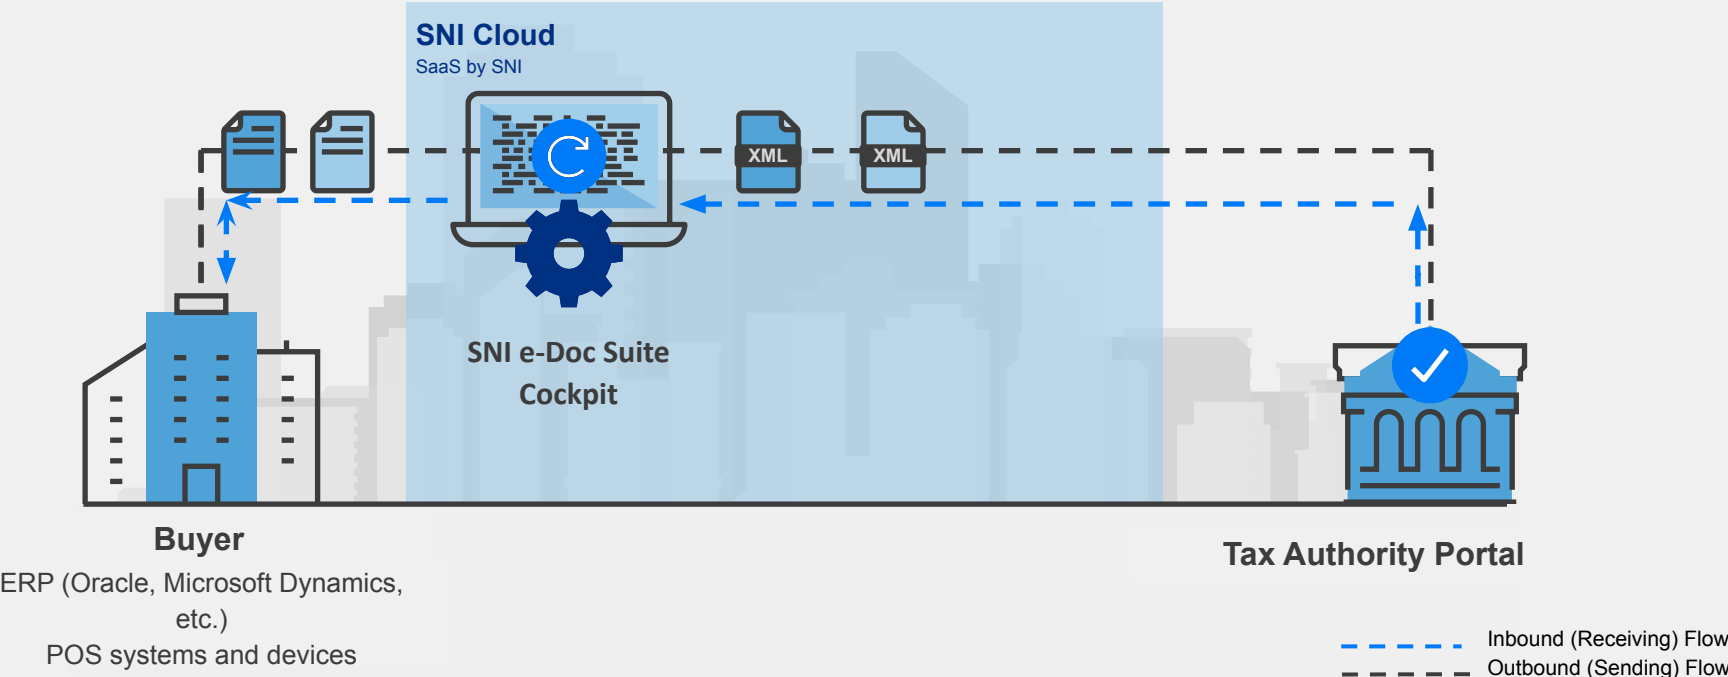 SNI Cloud
SaaS by SNI
XML
XML
SNI e-Doc Suite
Cockpit
Buyer
ERP (Oracle, Microsoft Dynamics,
etc.)
POS systems and devices
Tax Authority Portal
Inbound (Receiving) Flow
Outbound (Sending) Flow